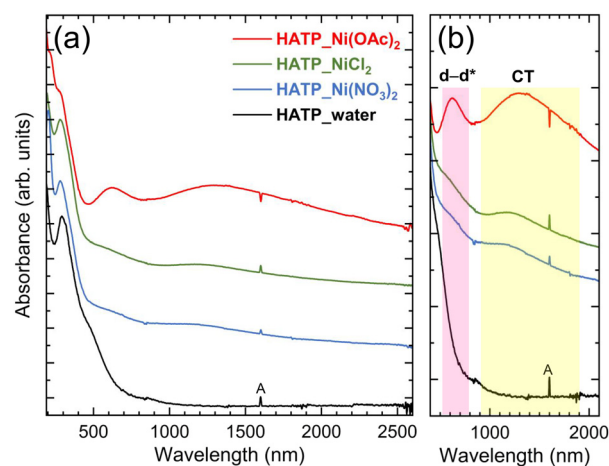 (a)
HATP_Ni(OAc)₂
HATP_NiCl₂
HATP_Ni(NO₃)₂
HATP_water
A
Absorbance (arb. units)
500 1000 1500 2000 2500
Wavelength (nm)
(b)
d–d* CT
A
1000 2000
Wavelength (nm)